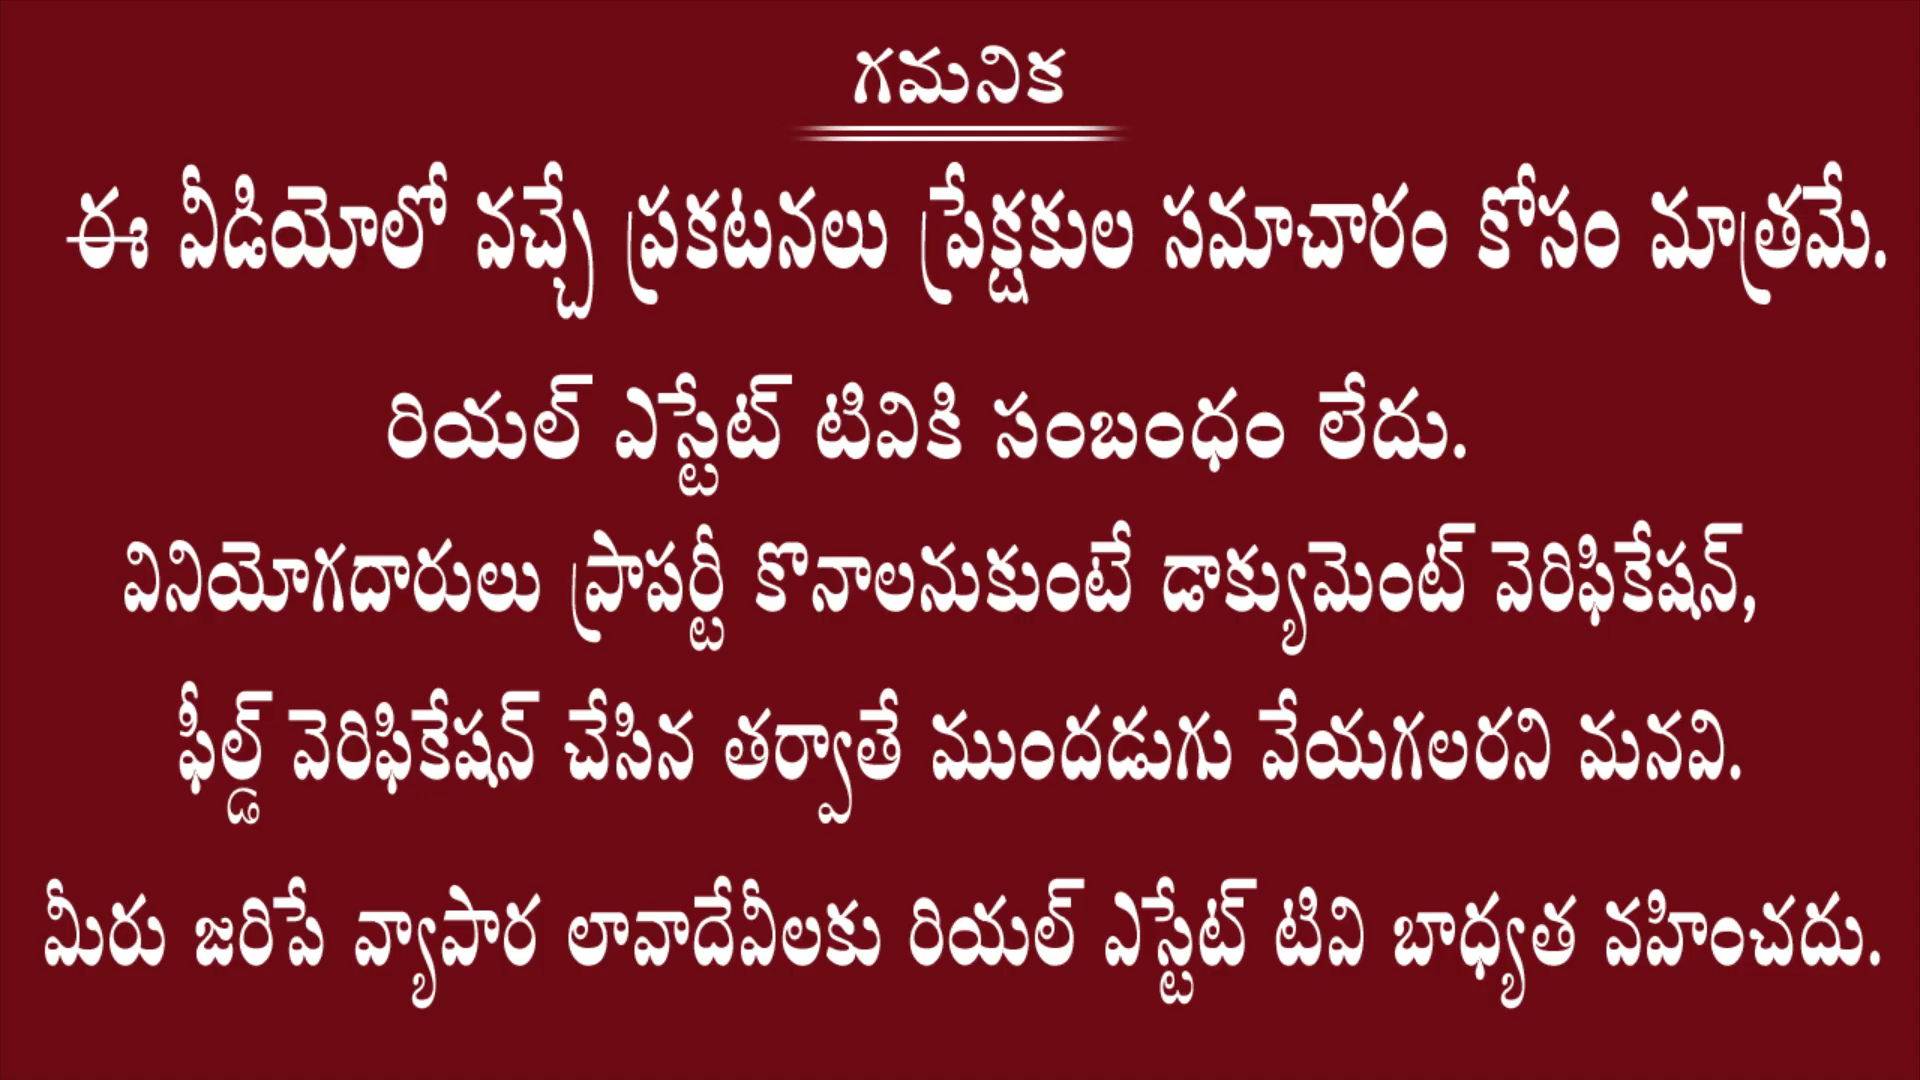 గమనిక
ఈ వీడియోలో వచ్చే ప్రకటనలు ప్రేక్షకుల సమాచారం కోసం మాత్రమే.
రియల్ ఎస్టేట్ టివికి సంబంధం లేదు.
వినియోగదారులు ప్రాపర్టీ కొనాలనుకుంటే డాక్యుమెంట్ వెరిఫికేషన్,
ఫీల్డ్ వెరిఫికేషన్ చేసిన తర్వాతే ముందడుగు వేయగలరని మనవి.
మీరు జరిపే వ్యాపార లావాదేవీలకు రియల్ ఎస్టేట్ టివి బాధ్యత వహించదు.